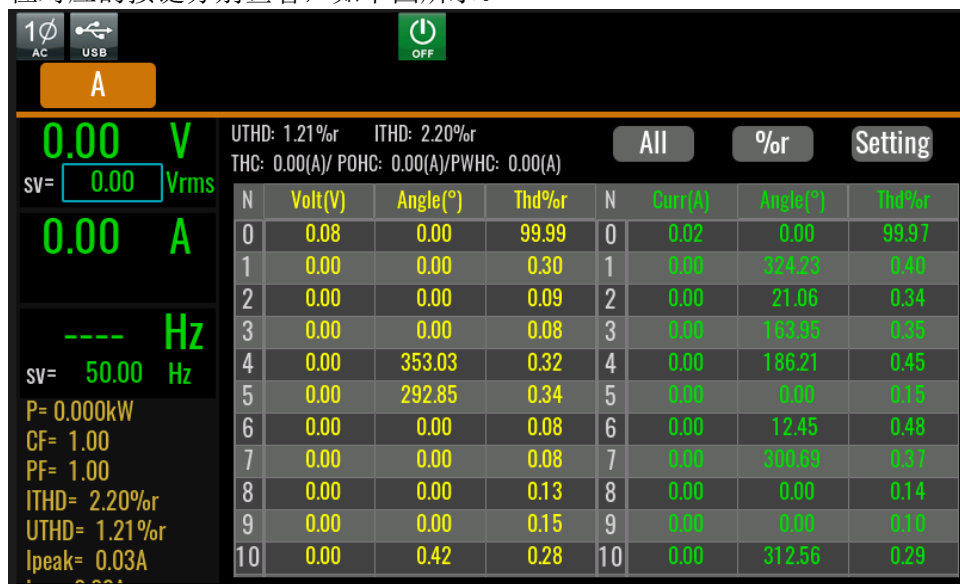 1Ø AC USB OFF
A
0.00 V
sv= 0.00 Vrms
0.00 A
---- Hz
sv= 50.00 Hz
P= 0.000kW
CF= 1.00
PF= 1.00
ITHD= 2.20%r
UTHD= 1.21%r
Ipeak= 0.03A
UTHD: 1.21%r ITHD: 2.20%r
THC: 0.00(A)/ POHC: 0.00(A)/PWHC: 0.00(A)
All %r Setting
N Volt(V) Angle(°) Thd%r N Curr(A) Angle(°) Thd%r
0 0.08 0.00 99.99 0 0.02 0.00 99.97
1 0.00 0.00 0.30 1 0.00 324.23 0.40
2 0.00 0.00 0.09 2 0.00 21.06 0.34
3 0.00 0.00 0.08 3 0.00 163.95 0.35
4 0.00 353.03 0.32 4 0.00 186.21 0.45
5 0.00 292.85 0.34 5 0.00 0.00 0.15
6 0.00 0.00 0.08 6 0.00 12.45 0.48
7 0.00 0.00 0.08 7 0.00 300.69 0.37
8 0.00 0.00 0.13 8 0.00 0.00 0.14
9 0.00 0.00 0.15 9 0.00 0.00 0.10
10 0.00 0.42 0.28 10 0.00 312.56 0.29